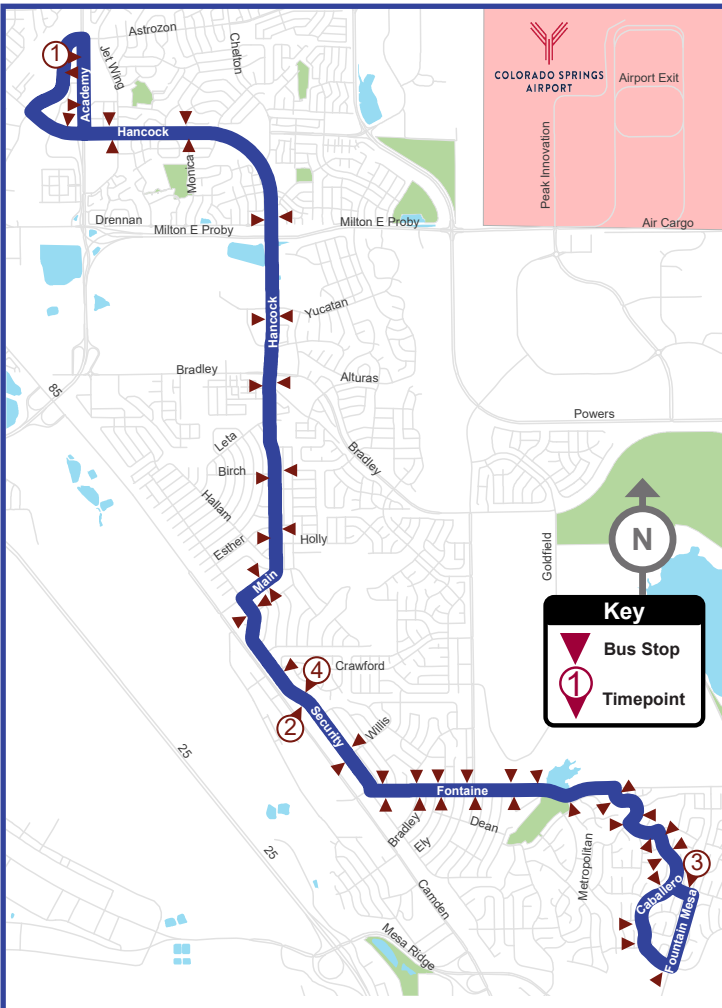 Astrozon
1
Jet Wing
Chelton
COLORADO SPRINGS
AIRPORT
Airport Exit
Academy
Hancock
Monica
Peak Innovation
Drennan
Milton E Proby
Milton E Proby
Air Cargo
Hancock
Yucatan
Bradley
Alturas
85
Powers
Leta
Bradley
Birch
Hallam
Esther
Holly
Goldfield
N
Main
Key
Bus Stop
1
Timepoint
4
Crawford
2
Security
Willis
25
Fontaine
Bradley
Dean
Ely
25
Metropolitan
3
Camden
Caballero
Fountain Mesa
Mesa Ridge